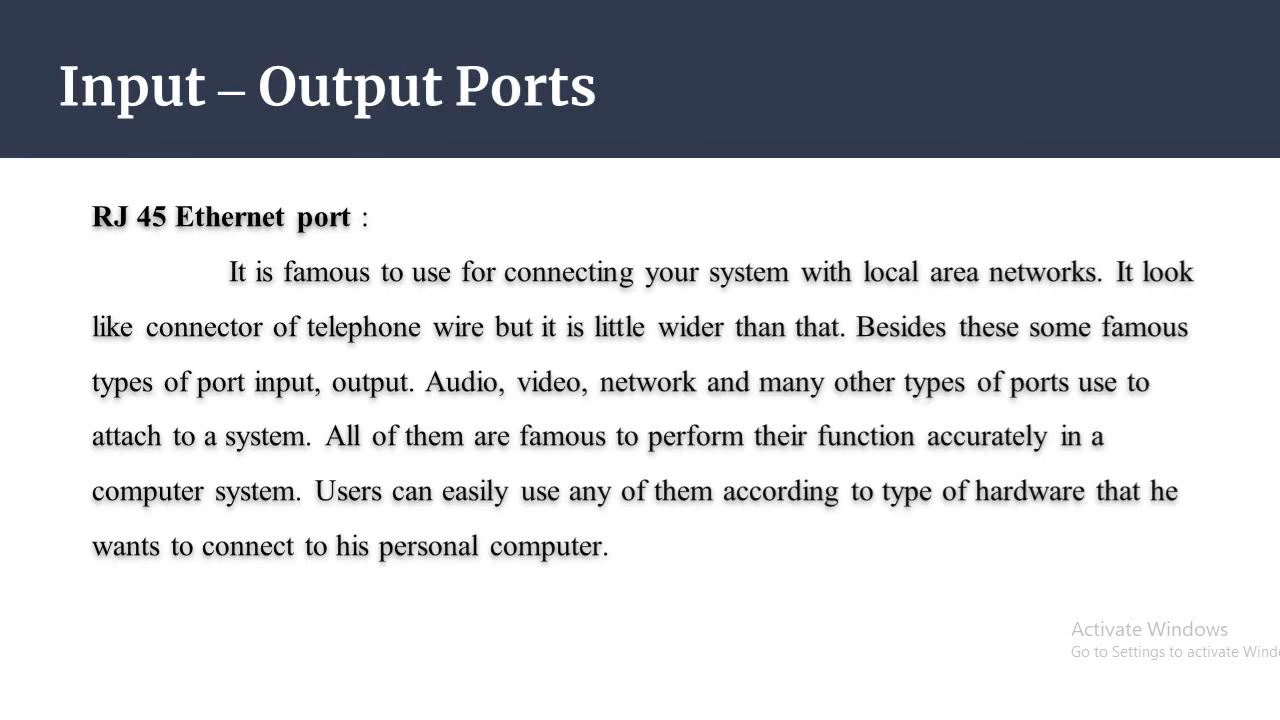 Input – Output Ports
RJ 45 Ethernet port :
It is famous to use for connecting your system with local area networks. It look
like connector of telephone wire but it is little wider than that. Besides these some famous
types of port input, output. Audio, video, network and many other types of ports use to
attach to a system. All of them are famous to perform their function accurately in a
computer system. Users can easily use any of them according to type of hardware that he
wants to connect to his personal computer.
Activate Windows
Go to Settings to activate